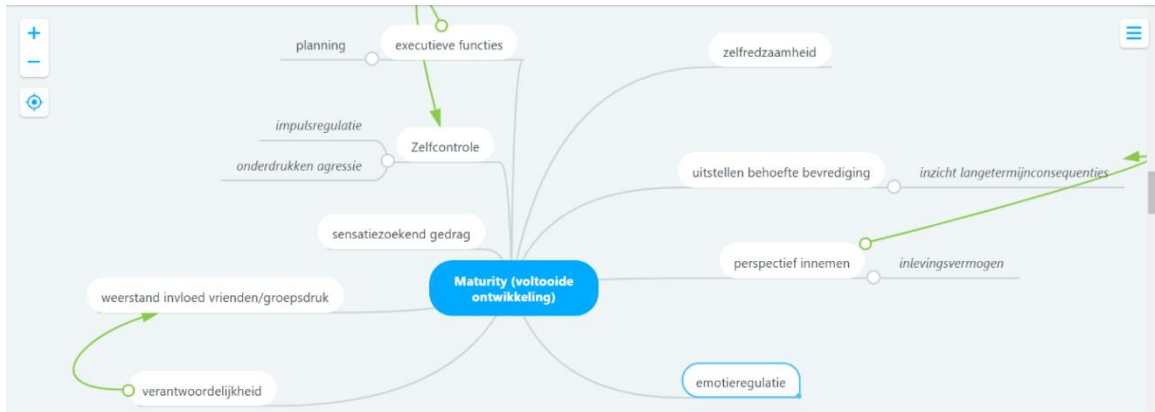 planning
executieve functies
zelfredzaamheid
impulsregulatie
Zelfcontrole
onderdrukken agressie
uitstellen behoefte bevrediging
inzicht langetermijnconsequenties
sensatiezoekend gedrag
perspectief innemen
inlevingsvermogen
Maturity (voltooide
ontwikkeling)
weerstand invloed vrienden/groepsdruk
emotieregulatie
verantwoordelijkheid